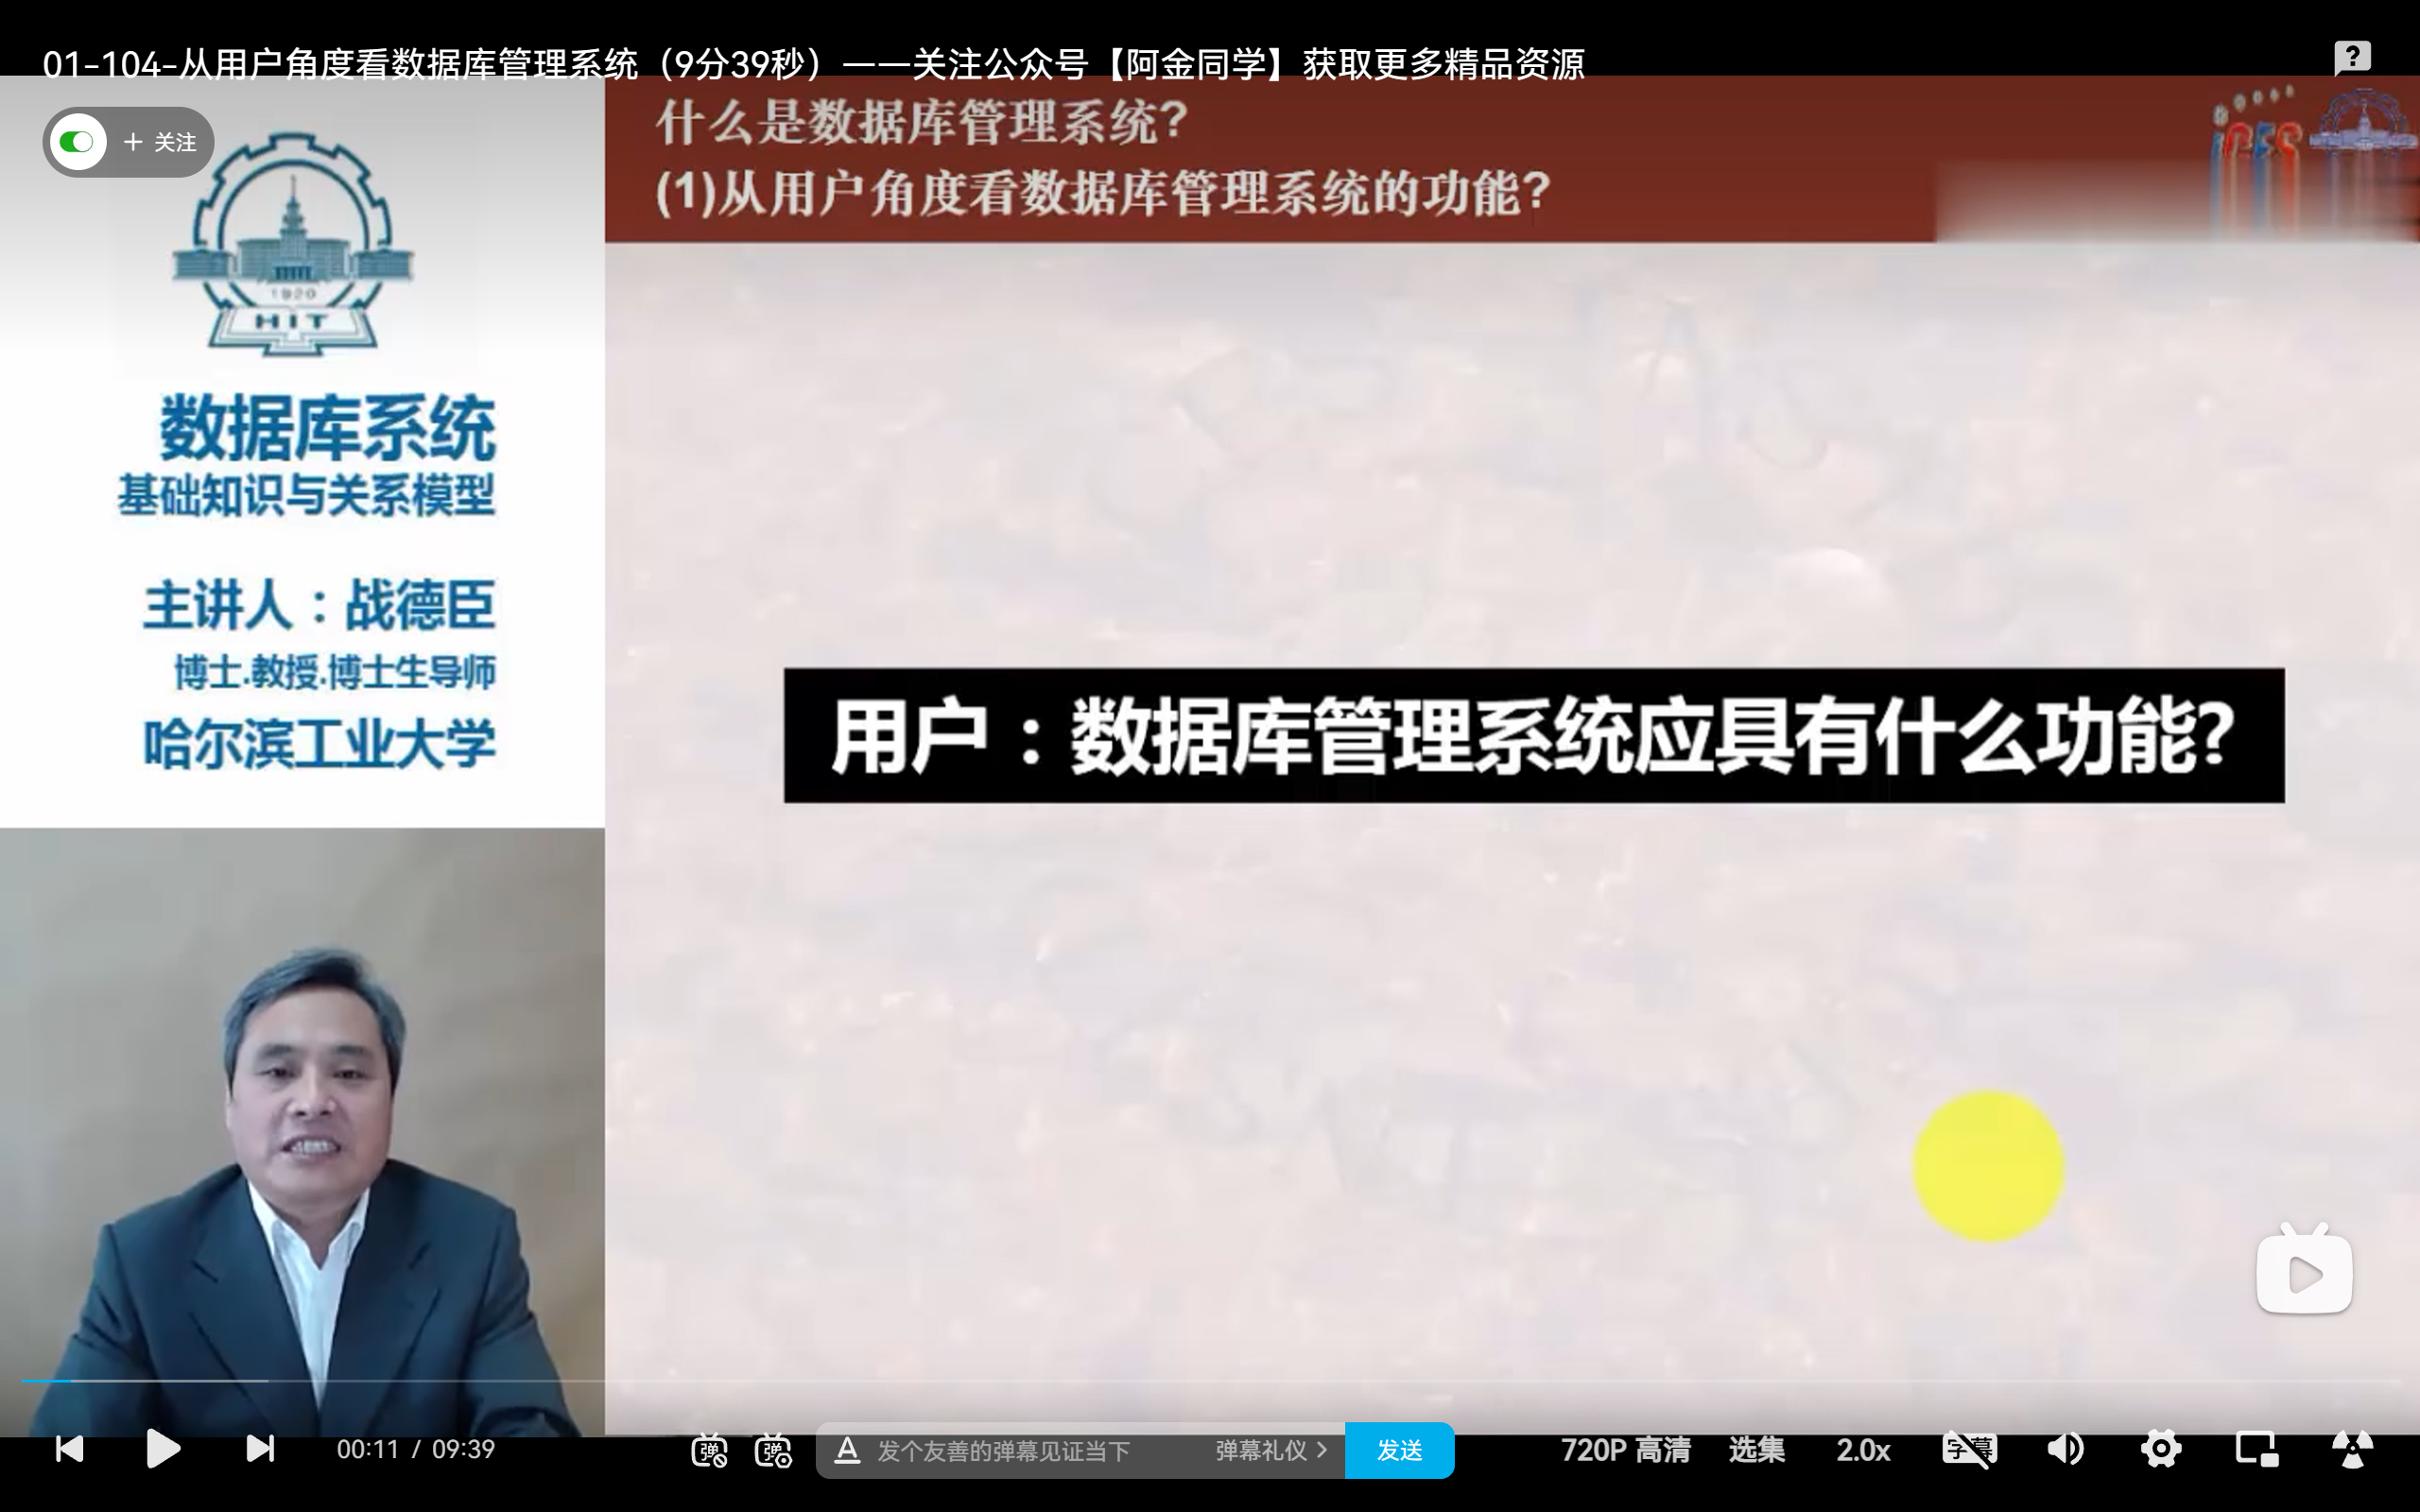 01-104-从用户角度看数据库管理系统（9分39秒）——关注公众号【阿金同学】获取更多精品资源
+ 关注
什么是数据库管理系统?
(1)从用户角度看数据库管理系统的功能?
1920
HIT
数据库系统
基础知识与关系模型
主讲人：战德臣
博士.教授.博士生导师
哈尔滨工业大学
用户：数据库管理系统应具有什么功能?
00:11 / 09:39
弹
弹
A
发个友善的弹幕见证当下
弹幕礼仪 >
发送
720P 高清
选集
2.0x
字幕